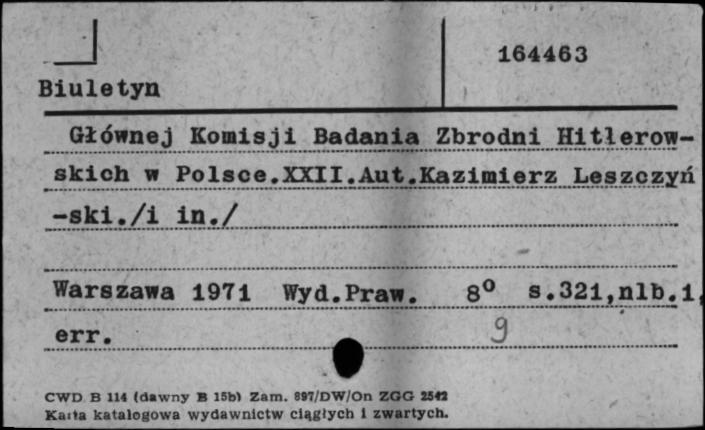 164463
Biuletyn
Głównej Komisji Badania Zbrodni Hitlerow-
skich w Polsce.XXII.Aut.Kazimierz Leszczyń
-ski./i in./
Warszawa 1971 Wyd.Praw. 8º s.321,nlb.1,
err. 9
CWD B 114 (dawny B 15b) Zam. 897/DW/On ZGG 2542
Karta katalogowa wydawnictw ciągłych i zwartych.